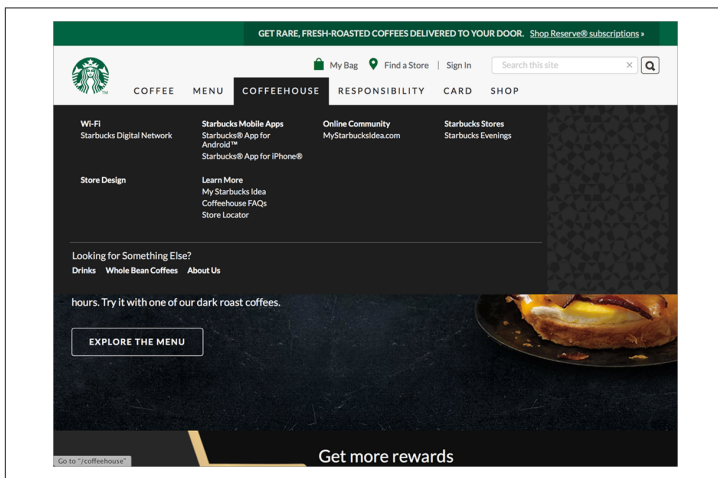 GET RARE, FRESH-ROASTED COFFEES DELIVERED TO YOUR DOOR. Shop Reserve® subscriptions »
My Bag Find a Store | Sign In Search this site
COFFEE MENU COFFEEHOUSE RESPONSIBILITY CARD SHOP
Wi-Fi
Starbucks Digital Network
Starbucks Mobile Apps
Starbucks® App for
Android™
Starbucks® App for iPhone®
Online Community
MyStarbucksIdea.com
Starbucks Stores
Starbucks Evenings
Store Design
Learn More
My Starbucks Idea
Coffeehouse FAQs
Store Locator
Looking for Something Else?
Drinks Whole Bean Coffees About Us
hours. Try it with one of our dark roast coffees.
EXPLORE THE MENU
Get more rewards
Go to "/coffeehouse"